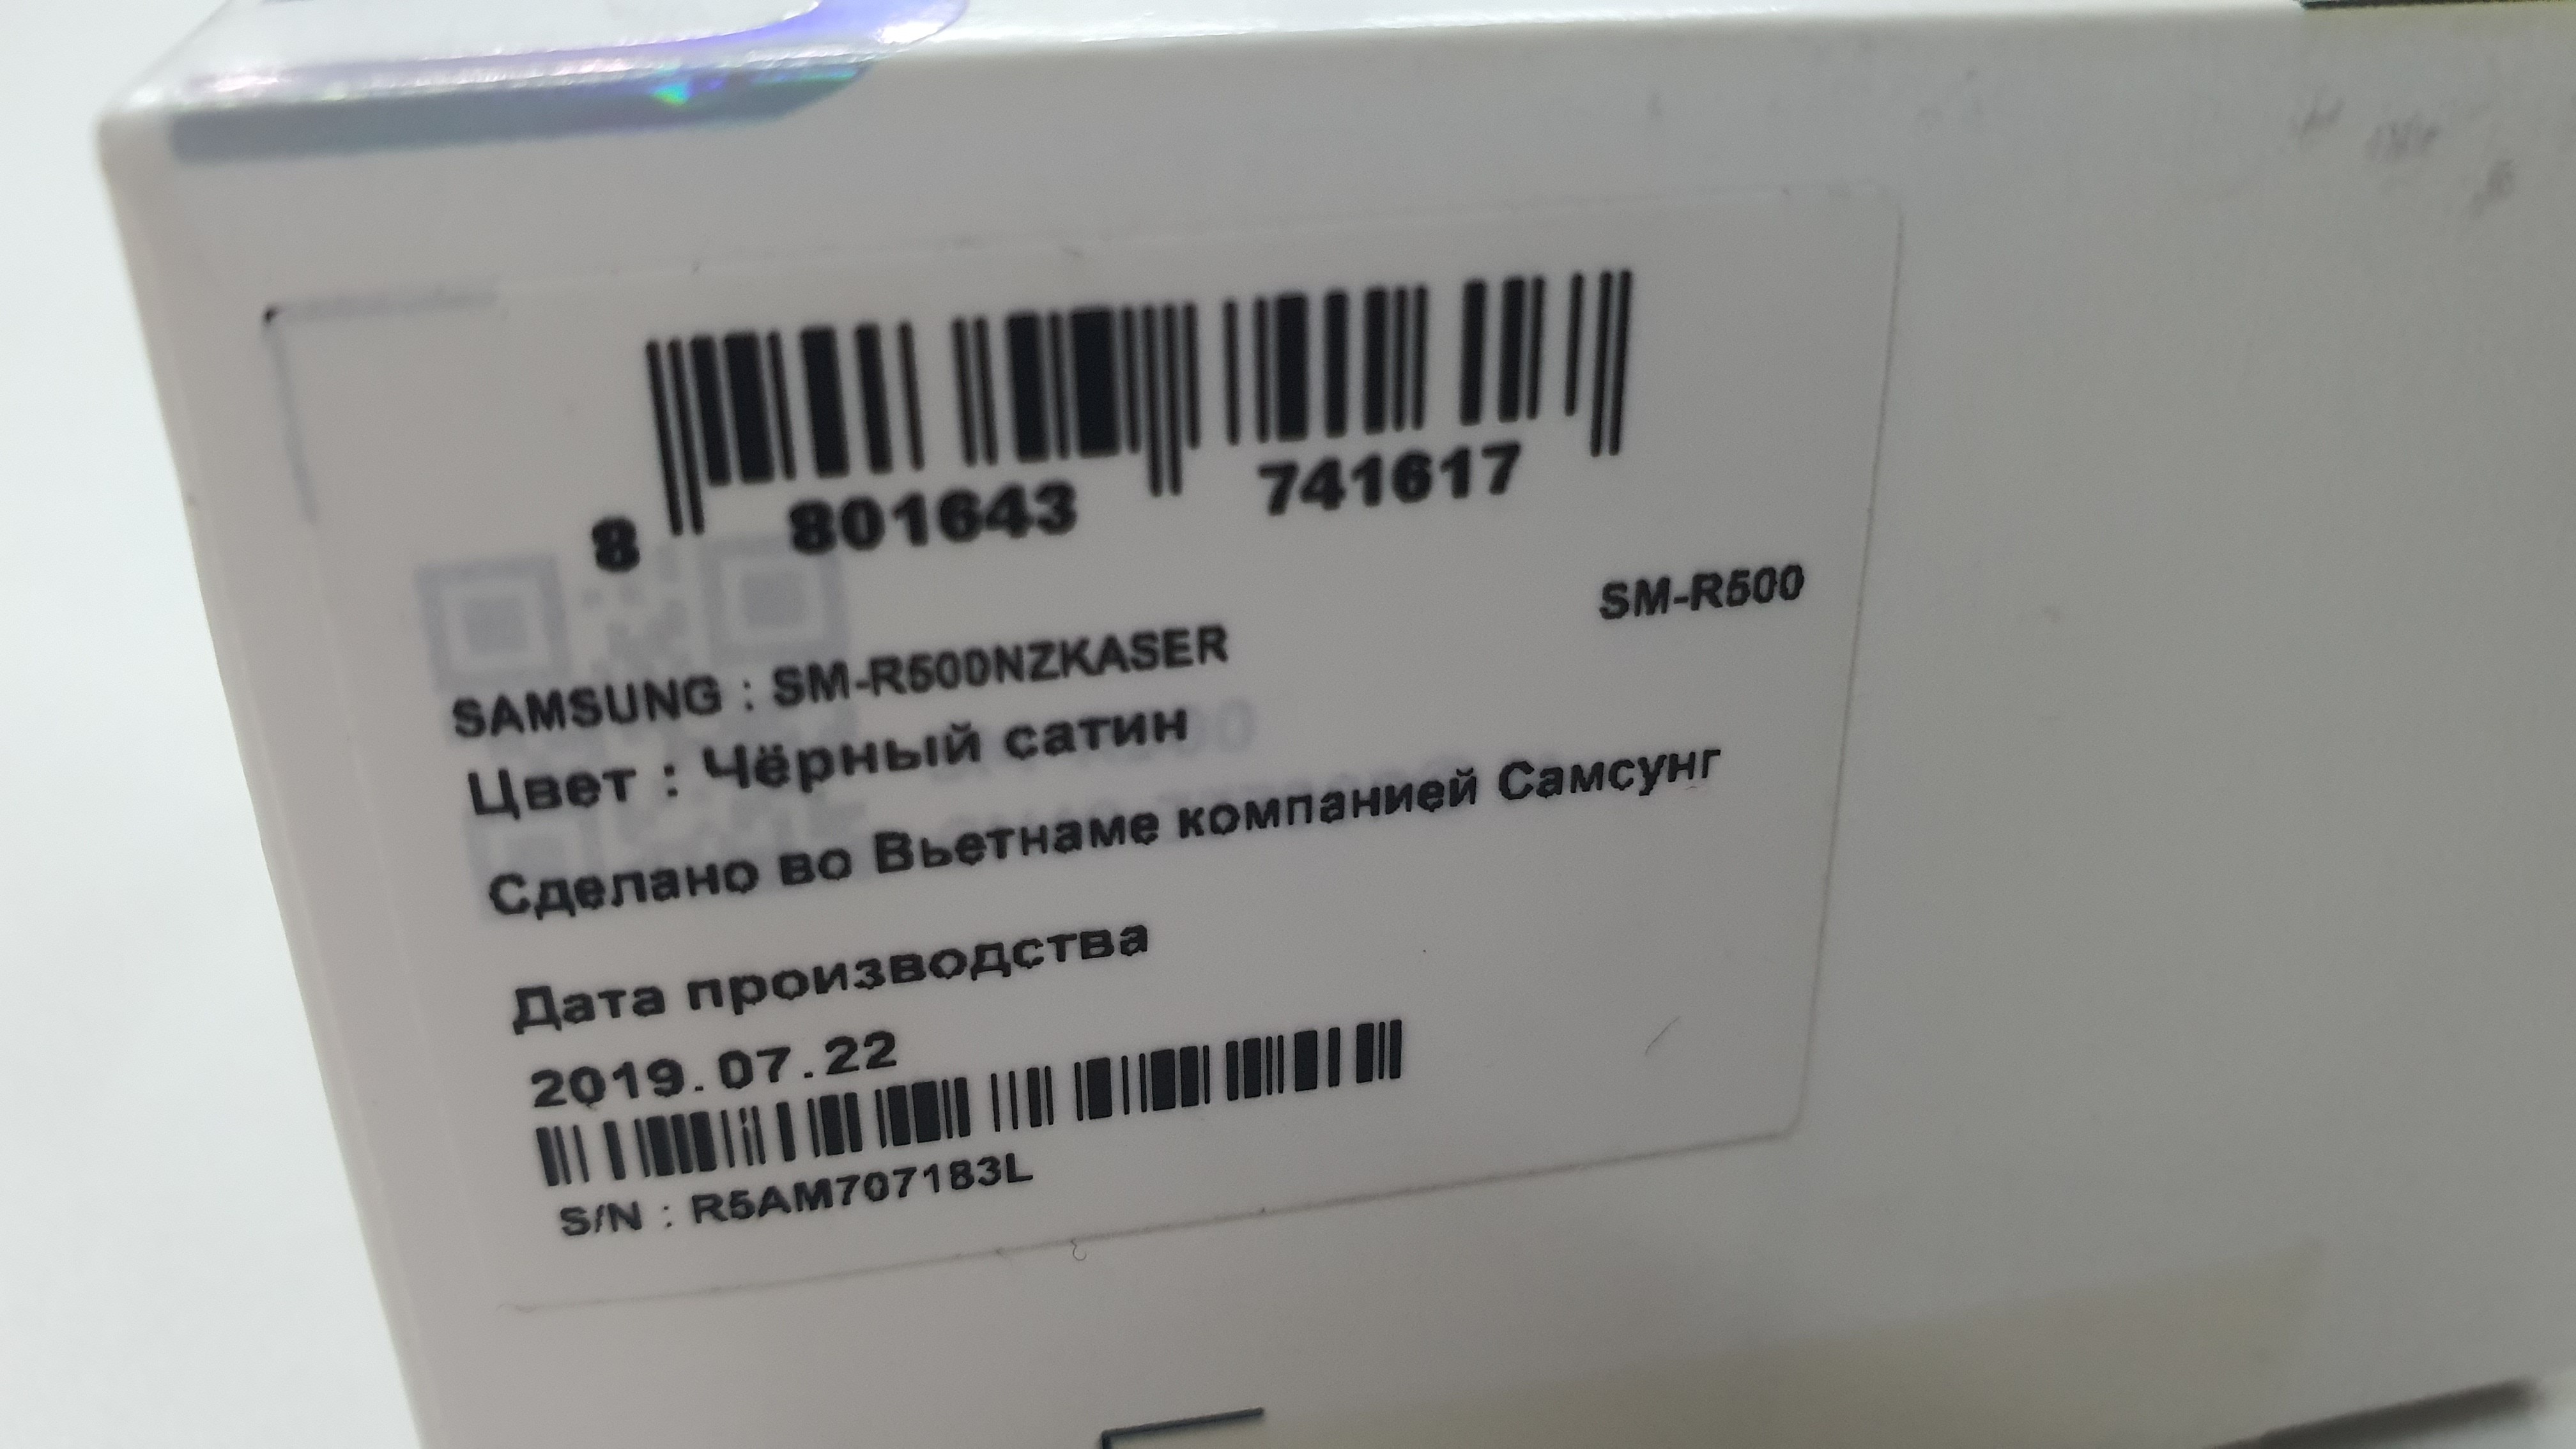 8 801643 741617
SM-R500
SAMSUNG : SM-R500NZKASER
Цвет : Чёрный сатин
Сделано во Вьетнаме компанией Самсунг
Дата производства
2019.07.22
S/N : R5AM707183L